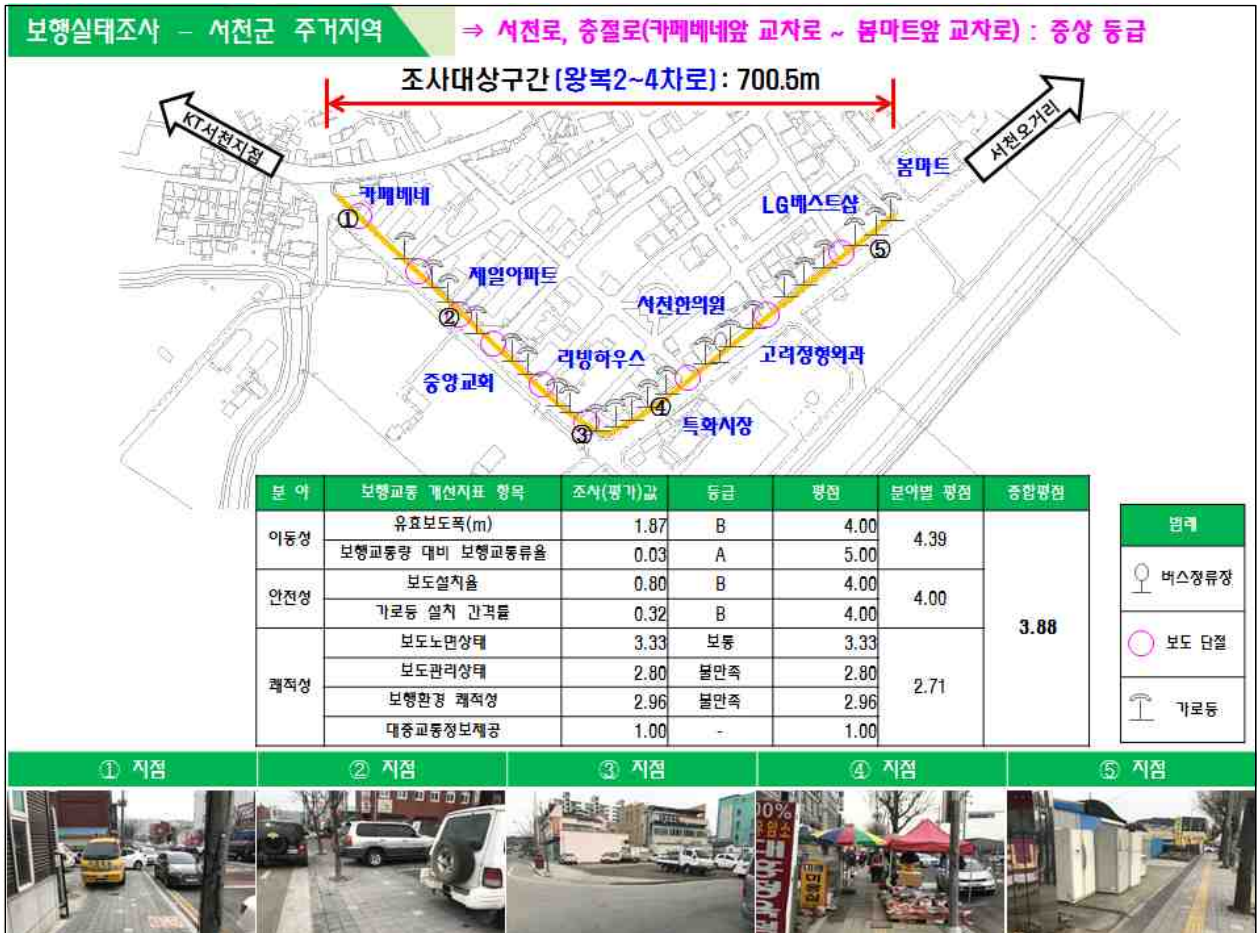 보행실태조사 - 서천군 주거지역
⇒ 서천로, 충절로(카페베네앞 교차로 ~ 봄마트앞 교차로) : 중상 등급
조사대상구간 (왕복2~4차로) : 700.5m
KT서천지점
서천오거리
봄마트
카페베네
LG베스트샵
①
⑤
제일아파트
서천한의원
②
리빙하우스
고려정형외과
중앙교회
④
특화시장
③
분 야 보행교통 개선지표 항목 조사(평가)값 등급 평점 분야별 평점 종합평점
이동성 유효보도폭(m) 1.87 B 4.00 4.39 3.88
보행교통량 대비 보행교통류율 0.03 A 5.00
안전성 보도설치율 0.80 B 4.00 4.00
가로등 설치 간격률 0.32 B 4.00
쾌적성 보도노면상태 3.33 보통 3.33 2.71
보도관리상태 2.80 불만족 2.80
보행환경 쾌적성 2.96 불만족 2.96
대중교통정보제공 1.00 - 1.00
범례
버스정류장
보도 단절
가로등
① 지점 ② 지점 ③ 지점 ④ 지점 ⑤ 지점